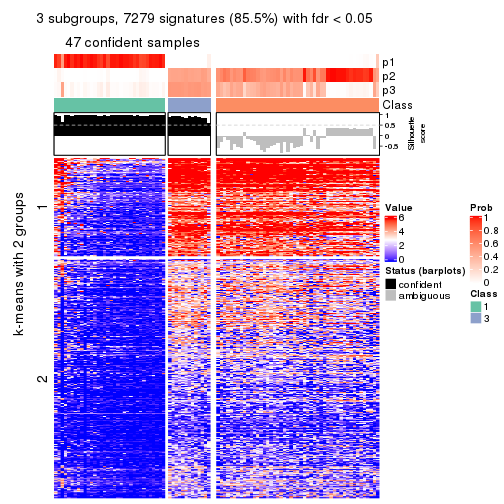 3 subgroups, 7279 signatures (85.5%) with fdr < 0.05
47 confident samples
p1
p2
p3
Class
1
0.5
0
-0.5
Silhouette
score
k-means with 2 groups
1
2
Value
6
4
2
0
Status (barplots)
confident
ambiguous
Prob
1
0.8
0.6
0.4
0.2
0
Class
1
3